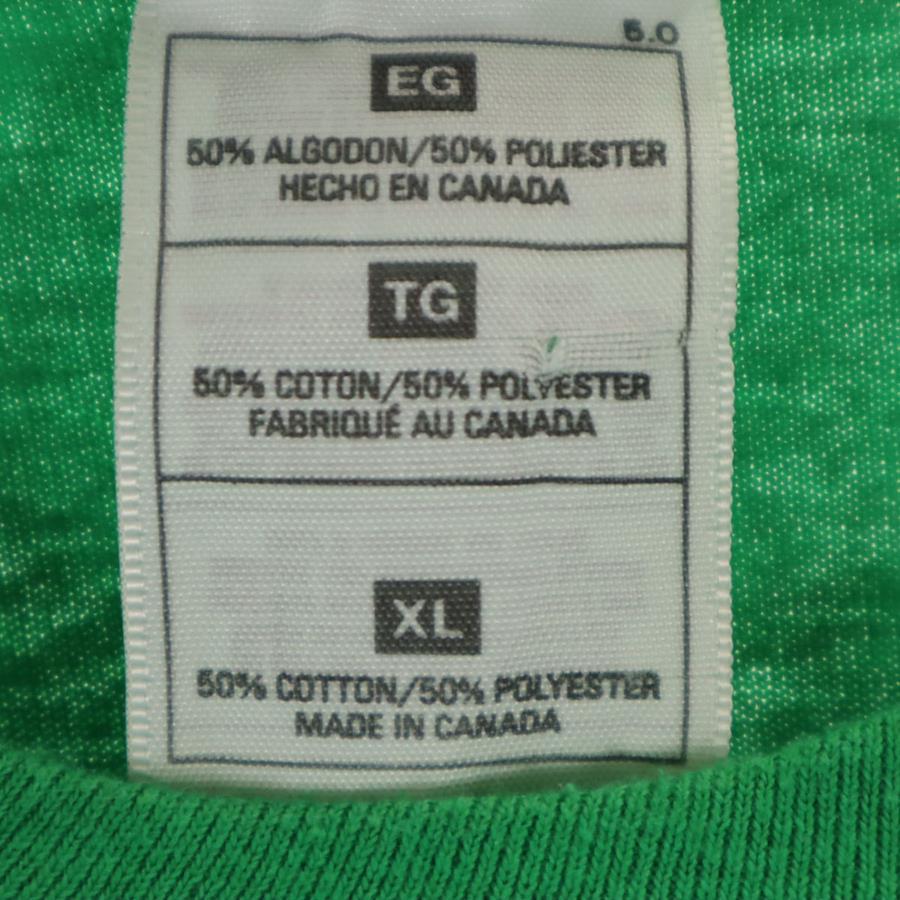 5.0
EG
50% ALGODON/50% POLIESTER
HECHO EN CANADA
TG
50% COTON/50% POLYESTER
FABRIQUÉ AU CANADA
XL
50% COTTON/50% POLYESTER
MADE IN CANADA